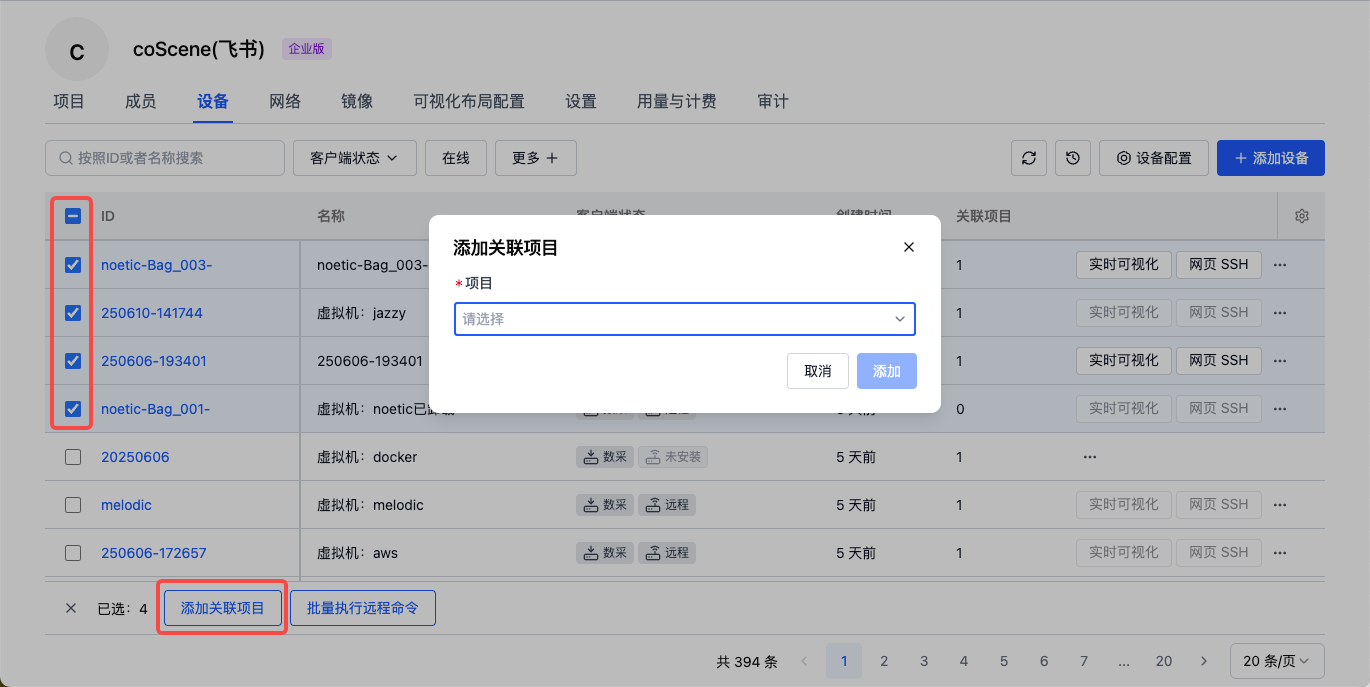 C
coScene(飞书) 企业版
项目 成员 设备 网络 镜像 可视化布局配置 设置 用量与计费 审计
按照ID或者名称搜索 客户端状态 在线 更多 设备配置 添加设备
ID 名称 客户端状态 创建时间 关联项目
添加关联项目
noetic-Bag_003- noetic-Bag_003- 1 实时可视化 网页 SSH ···
*项目
250610-141744 虚拟机：jazzy 1 实时可视化 网页 SSH ···
请选择
250606-193401 250606-193401 1 实时可视化 网页 SSH ···
取消 添加
noetic-Bag_001- 虚拟机：noetic已 0 实时可视化 网页 SSH ···
20250606 虚拟机：docker 数采 未安装 5 天前 1 ···
melodic 虚拟机：melodic 数采 远程 5 天前 1 实时可视化 网页 SSH ···
250606-172657 虚拟机：aws 数采 远程 5 天前 1 实时可视化 网页 SSH ···
已选：4 添加关联项目 批量执行远程命令
共 394 条 1 2 3 4 5 6 7 ... 20 20 条/页